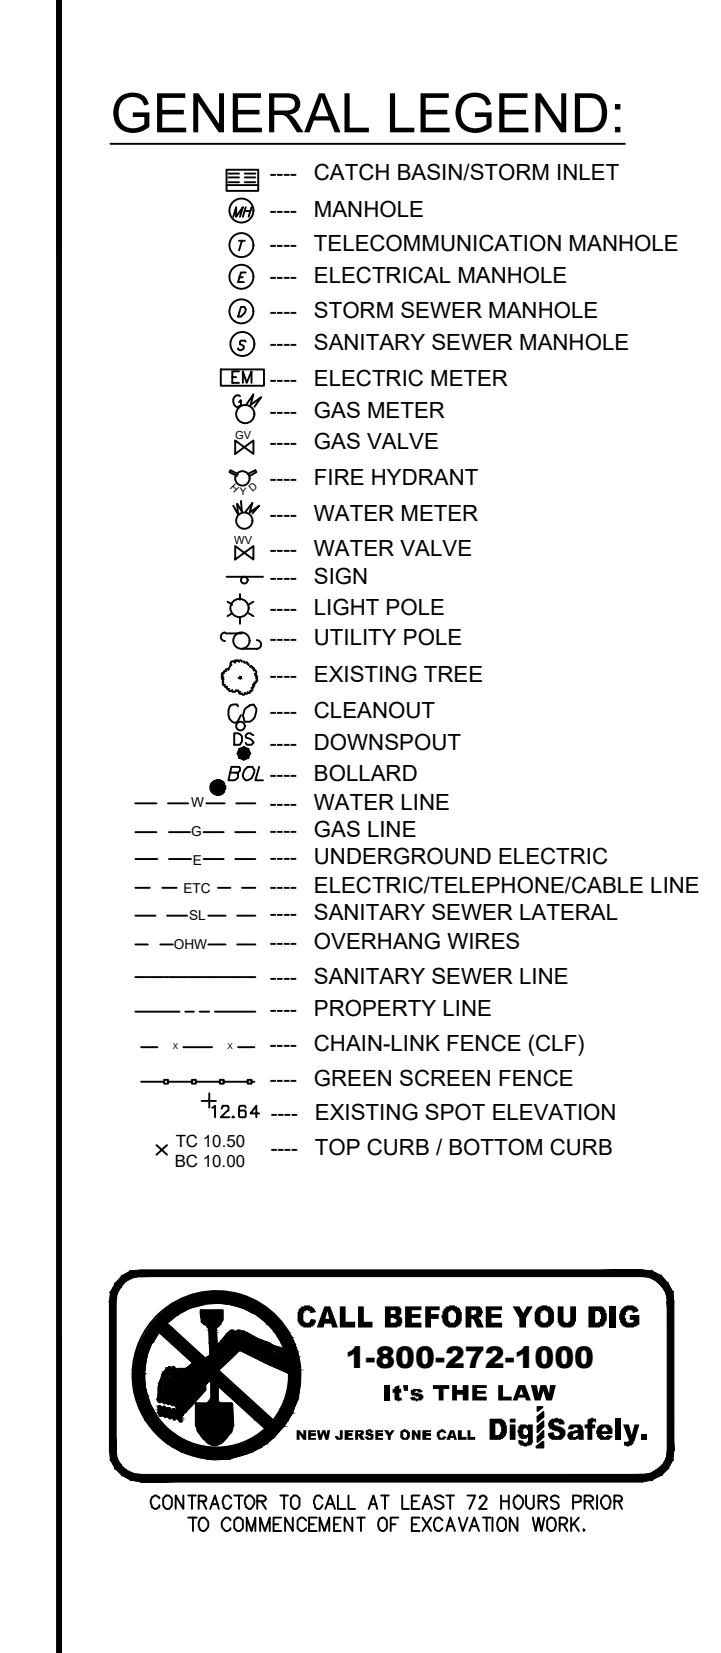 GENERAL LEGEND:
---- CATCH BASIN/STORM INLET
MH ---- MANHOLE
T ---- TELECOMMUNICATION MANHOLE
E ---- ELECTRICAL MANHOLE
D ---- STORM SEWER MANHOLE
S ---- SANITARY SEWER MANHOLE
EM ---- ELECTRIC METER
GM ---- GAS METER
GV ---- GAS VALVE
HYD ---- FIRE HYDRANT
W M ---- WATER METER
WV ---- WATER VALVE
---- SIGN
---- LIGHT POLE
---- UTILITY POLE
---- EXISTING TREE
CO ---- CLEANOUT
DS ---- DOWNSPOUT
BOL ---- BOLLARD
W ---- WATER LINE
G ---- GAS LINE
E ---- UNDERGROUND ELECTRIC
ETC ---- ELECTRIC/TELEPHONE/CABLE LINE
SL ---- SANITARY SEWER LATERAL
OHW ---- OVERHANG WIRES
---- SANITARY SEWER LINE
---- PROPERTY LINE
x x ---- CHAIN-LINK FENCE (CLF)
---- GREEN SCREEN FENCE
12.64 ---- EXISTING SPOT ELEVATION
TC 10.50
BC 10.00 ---- TOP CURB / BOTTOM CURB
CALL BEFORE YOU DIG
1-800-272-1000
It's THE LAW
NEW JERSEY ONE CALL Dig Safely.
CONTRACTOR TO CALL AT LEAST 72 HOURS PRIOR
TO COMMENCEMENT OF EXCAVATION WORK.